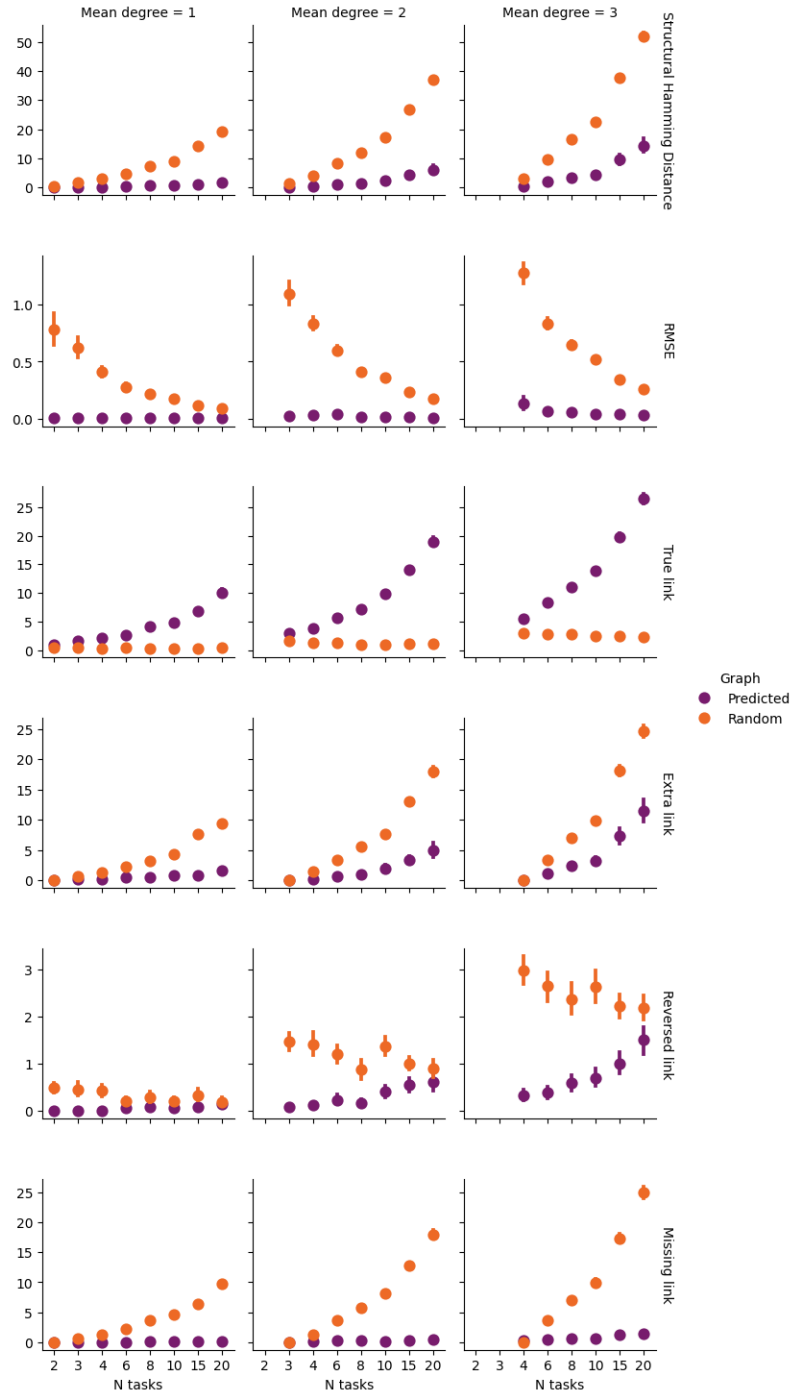 Mean degree = 1
Mean degree = 2
Mean degree = 3
50
40
30
20
10
0
Structural Hamming Distance
1.0
0.5
0.0
RMSE
25
20
15
10
5
0
True link
Graph
Predicted
Random
25
20
15
10
5
0
Extra link
3
2
1
0
Reversed link
25
20
15
10
5
0
Missing link
2 3 4 6 8 10 15 20
2 3 4 6 8 10 15 20
2 3 4 6 8 10 15 20
N tasks
N tasks
N tasks